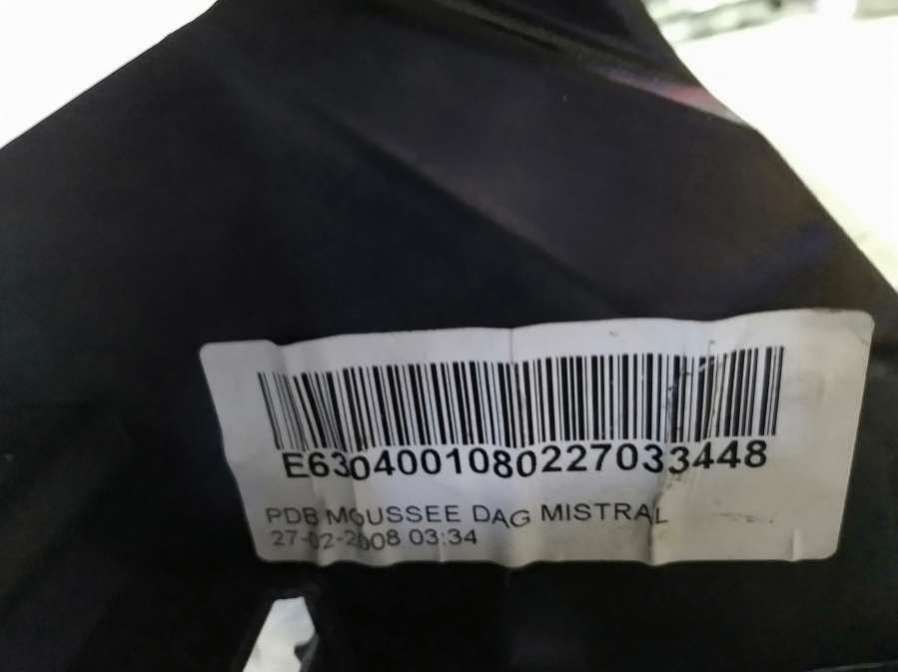 E6304001080227033448
PDB MOUSSEE DAG MISTRAL
27-02-2008 03:34